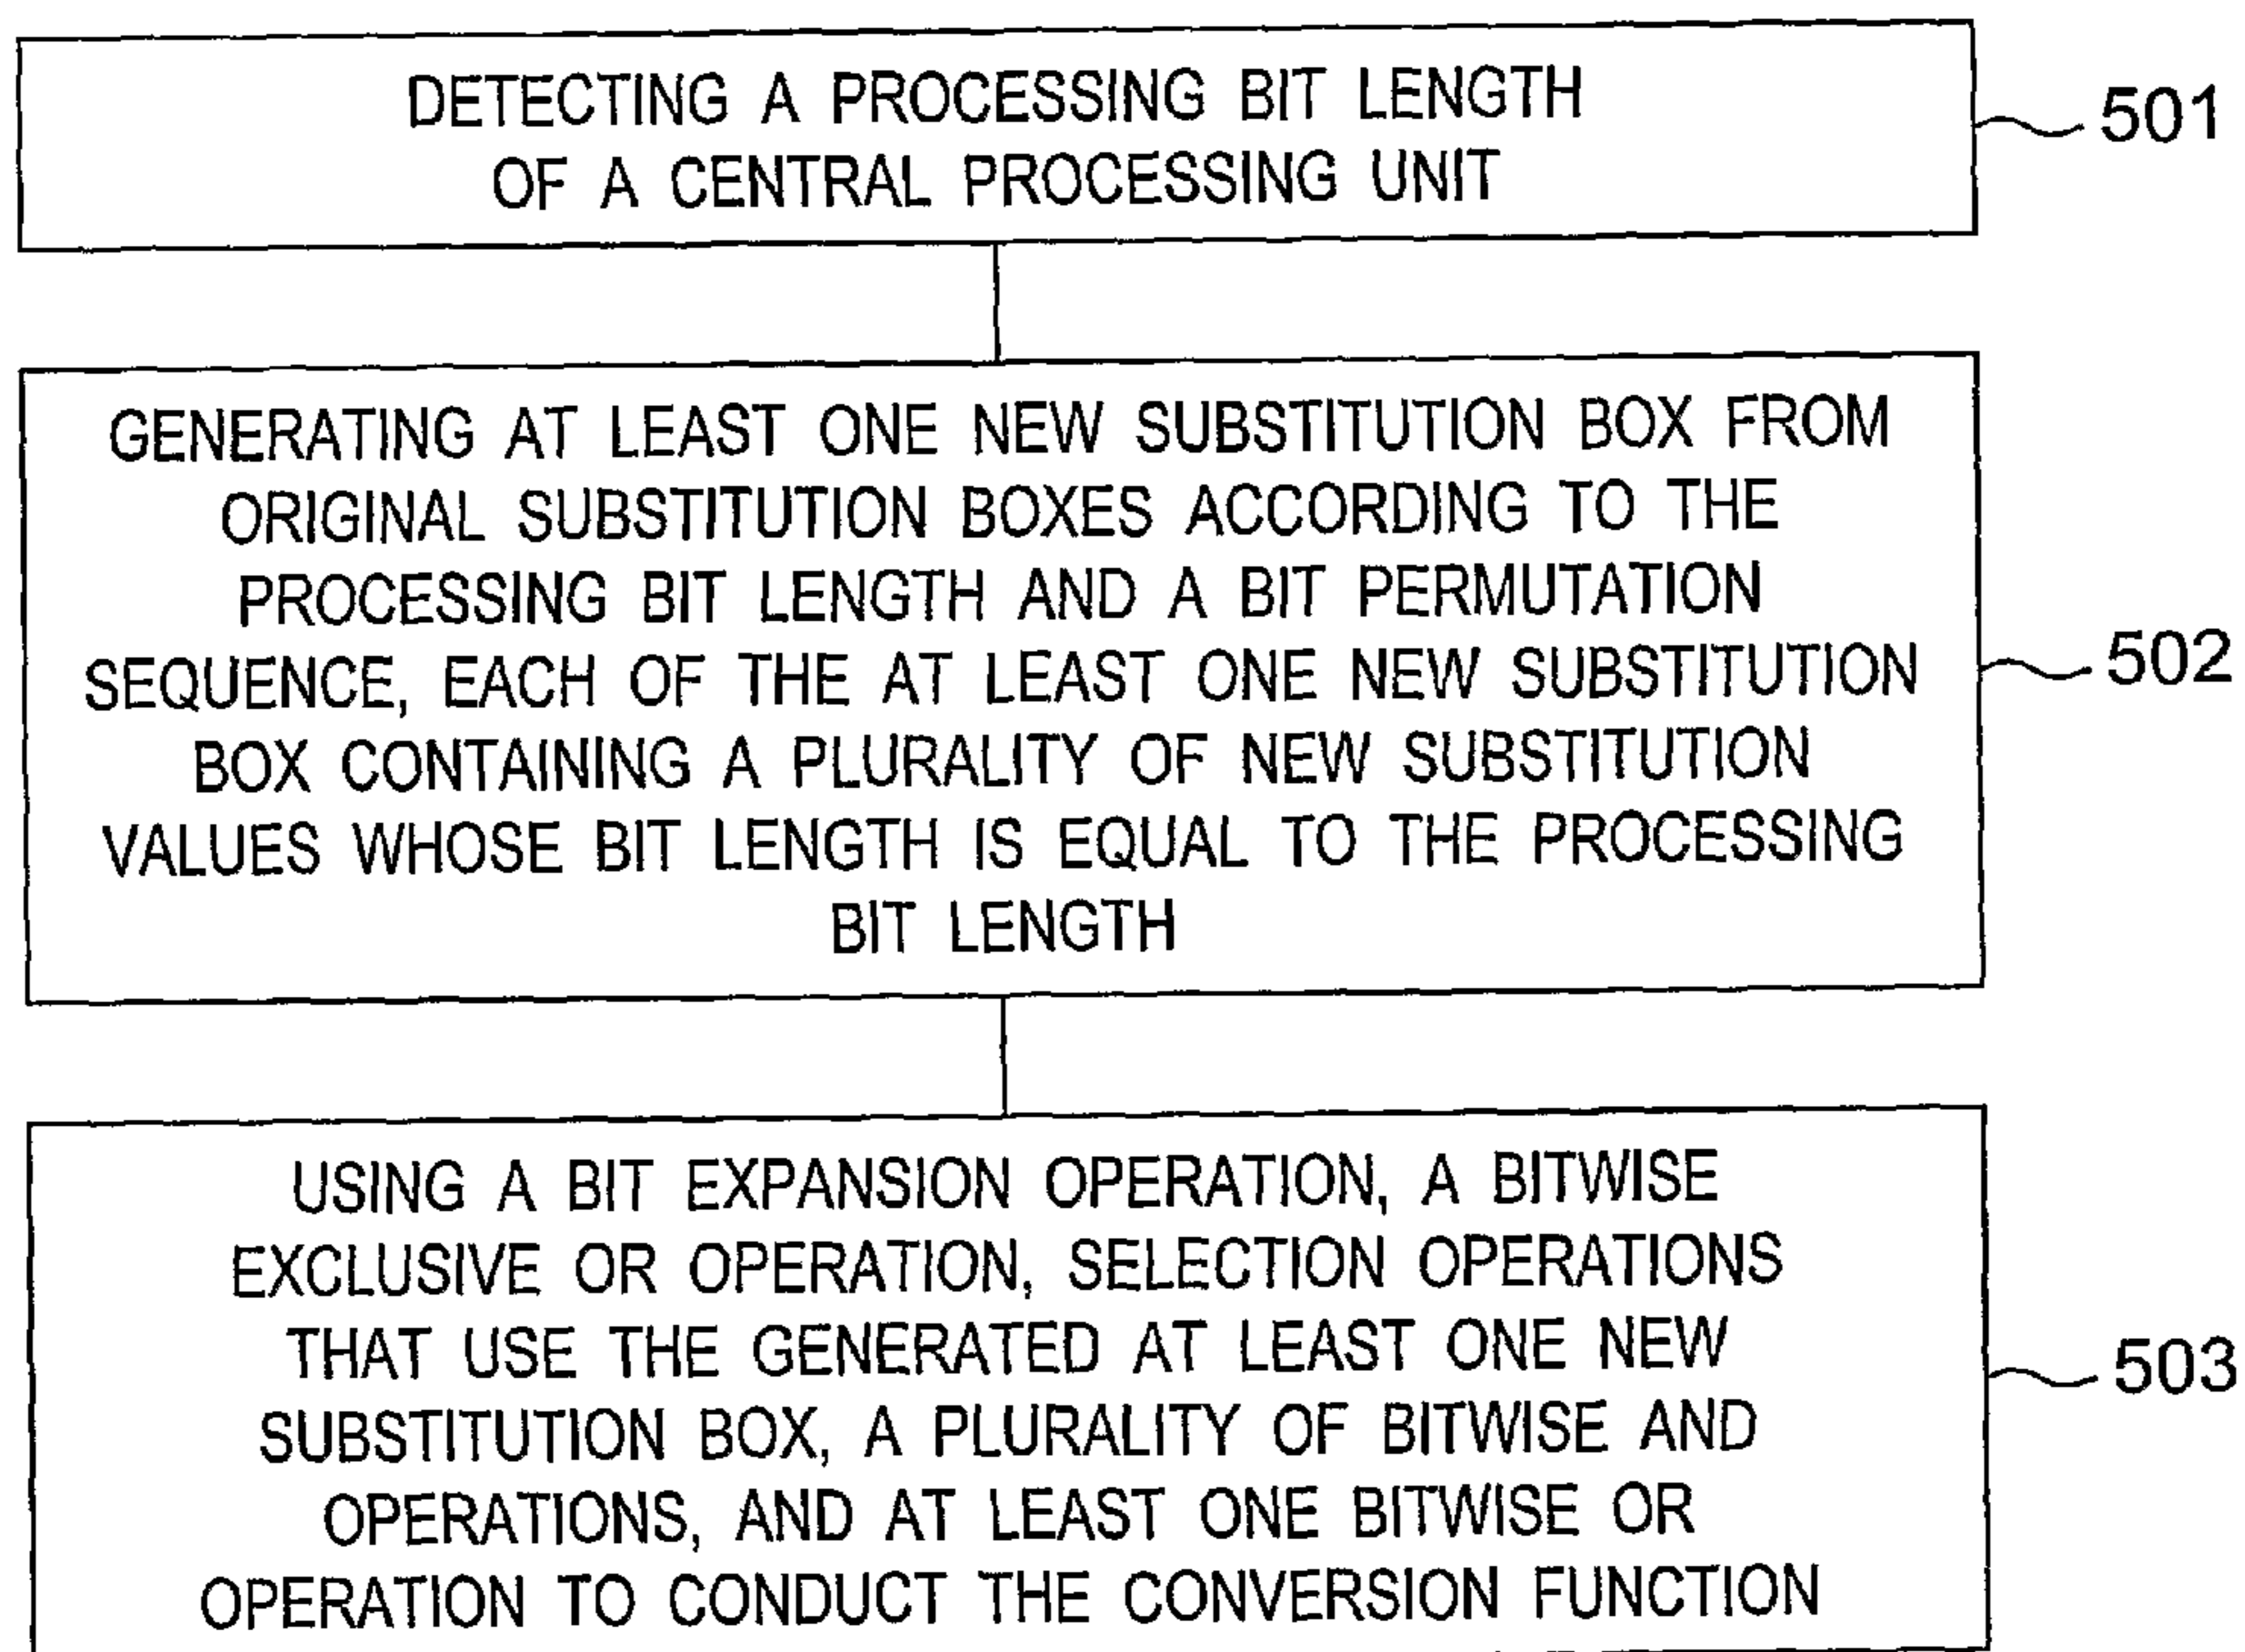 DETECTING A PROCESSING BIT LENGTH
OF A CENTRAL PROCESSING UNIT
501
GENERATING AT LEAST ONE NEW SUBSTITUTION BOX FROM
ORIGINAL SUBSTITUTION BOXES ACCORDING TO THE
PROCESSING BIT LENGTH AND A BIT PERMUTATION
SEQUENCE, EACH OF THE AT LEAST ONE NEW SUBSTITUTION
BOX CONTAINING A PLURALITY OF NEW SUBSTITUTION
VALUES WHOSE BIT LENGTH IS EQUAL TO THE PROCESSING
BIT LENGTH
502
USING A BIT EXPANSION OPERATION, A BITWISE
EXCLUSIVE OR OPERATION, SELECTION OPERATIONS
THAT USE THE GENERATED AT LEAST ONE NEW
SUBSTITUTION BOX, A PLURALITY OF BITWISE AND
OPERATIONS, AND AT LEAST ONE BITWISE OR
OPERATION TO CONDUCT THE CONVERSION FUNCTION
503